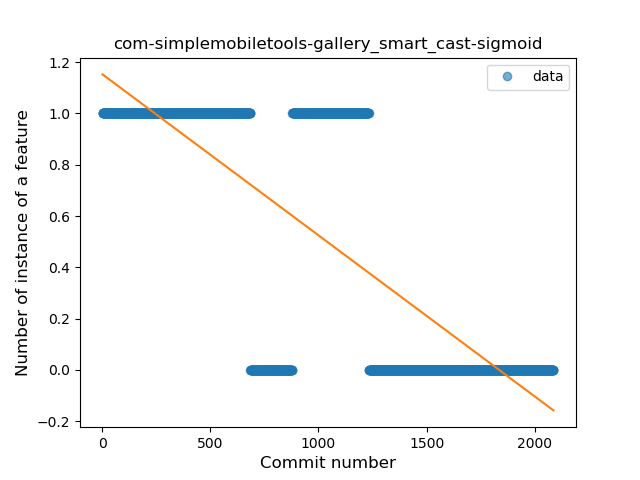 com-simplemobiletools-gallery_smart_cast-sigmoid
data
Number of instance of a feature
1.2
1.0
0.8
0.6
0.4
0.2
0.0
−0.2
0 500 1000 1500 2000
Commit number